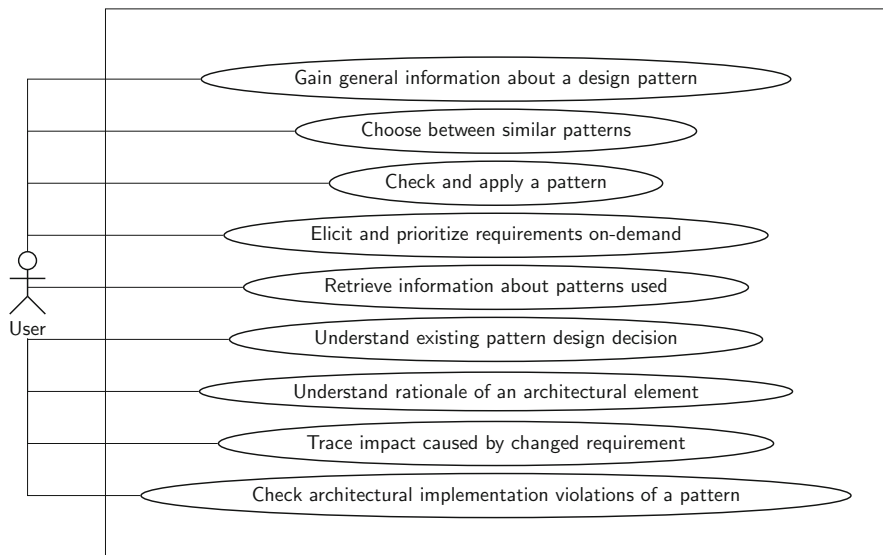 Gain general information about a design pattern
Choose between similar patterns
Check and apply a pattern
Elicit and prioritize requirements on-demand
Retrieve information about patterns used
User
Understand existing pattern design decision
Understand rationale of an architectural element
Trace impact caused by changed requirement
Check architectural implementation violations of a pattern